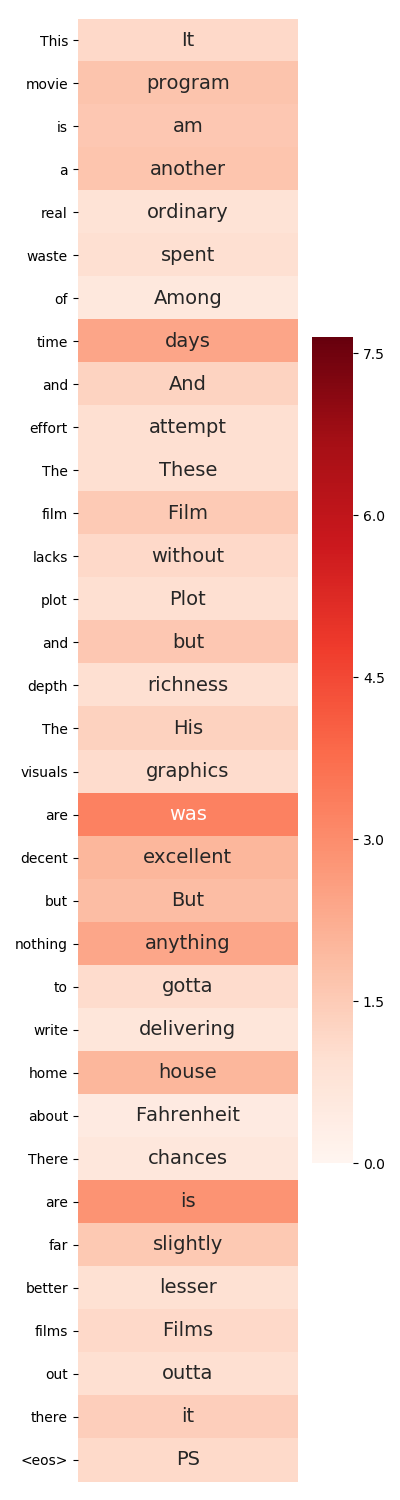 This It
movie program
is am
a another
real ordinary
waste spent
of Among
time days
7.5
and And
effort attempt
The These
film Film
6.0
lacks without
plot Plot
and but
4.5
depth richness
The His
visuals graphics
are was
3.0
decent excellent
but But
nothing anything
to gotta
1.5
write delivering
home house
about Fahrenheit
There chances
0.0
are is
far slightly
better lesser
films Films
out outta
there it
<eos> PS